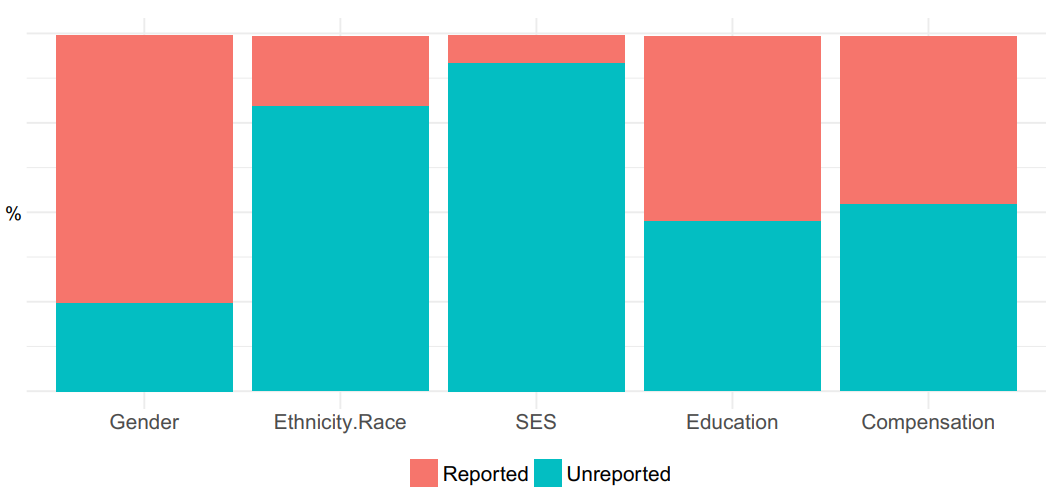 %
Gender Ethnicity.Race SES Education Compensation
Reported Unreported